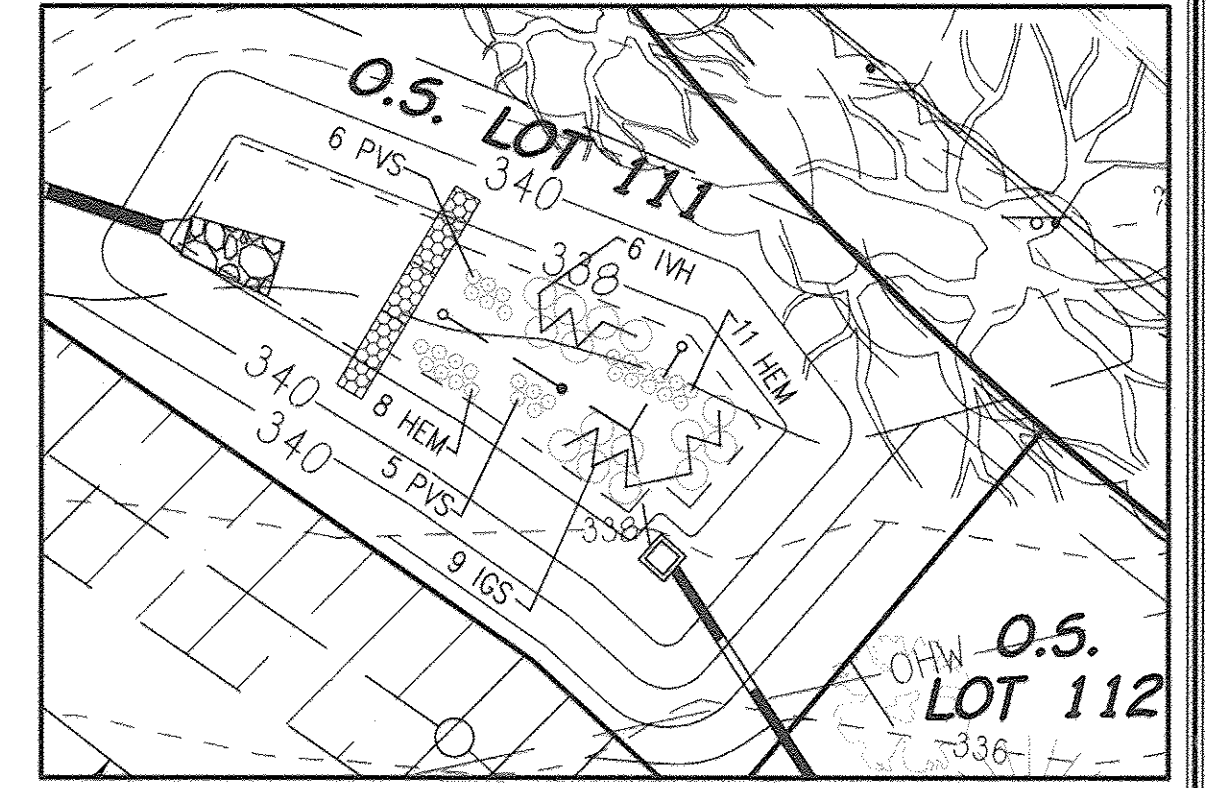 O.S. LOT 111
6 PVS
340
338
6 IVH
11 HEM
340
8 HEM
340
5 PVS
338
9 IGS
O.S.
LOT 112
OHW
336